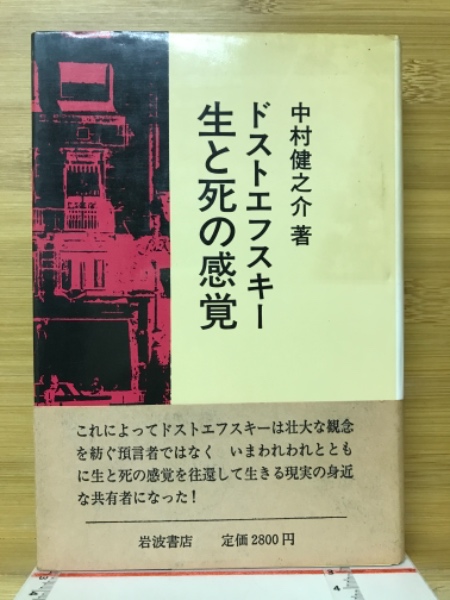 中村健之介 著
ドストエフスキー
生と死の感覚
これによってドストエフスキーは壮大な観念
を紡ぐ預言者ではなく いまわれわれととも
に生と死の感覚を往還して生きる現実の身近
な共有者になった!
岩波書店 定価2800円